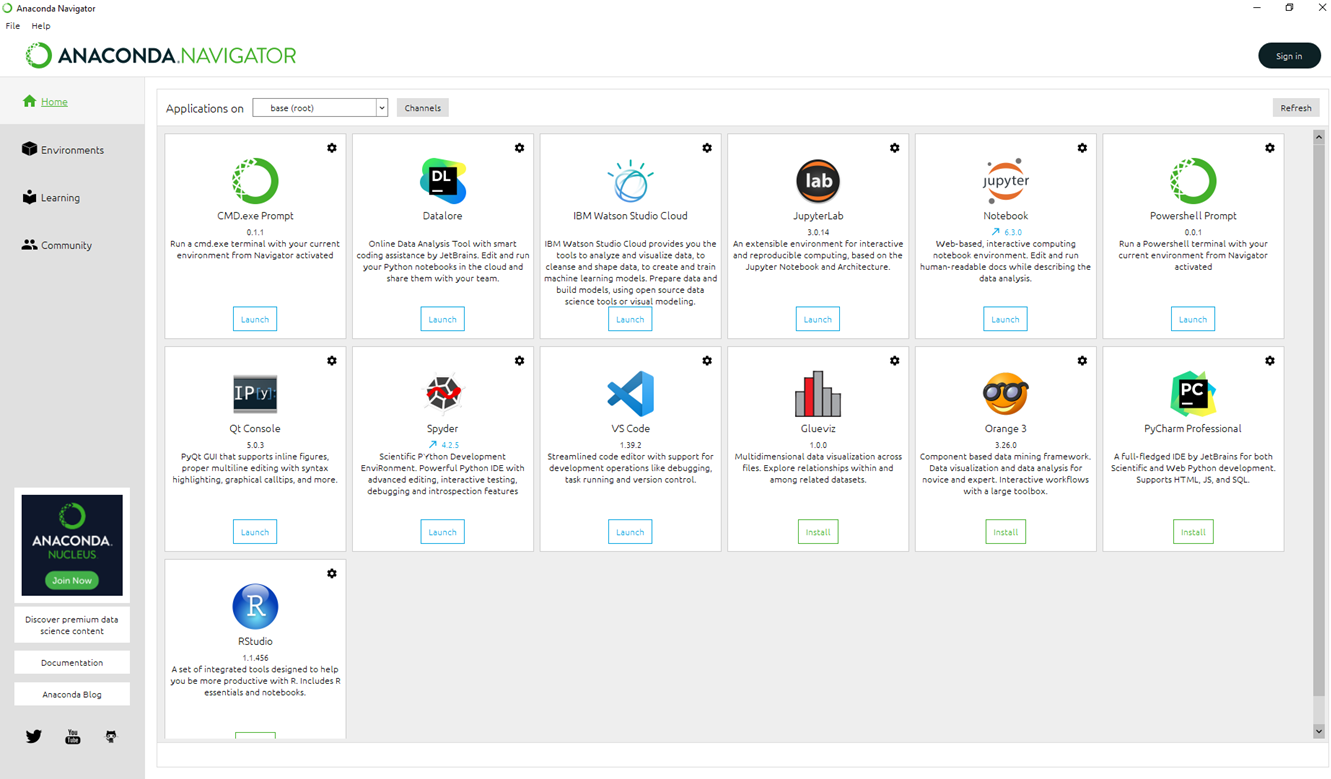 Anaconda Navigator
File Help
ANACONDA.NAVIGATOR
Sign in
Home
Environments
Learning
Community
ANACONDA.
NUCLEUS
Join Now
Discover premium data
science content
Documentation
Anaconda Blog
You
Tube
Applications on
base (root)
Channels
Refresh
CMD.exe Prompt
0.1.1
Run a cmd.exe terminal with your current
environment from Navigator activated
Launch
DL
Datalore
Online Data Analysis Tool with smart
coding assistance by JetBrains. Edit and run
your Python notebooks in the cloud and
share them with your team.
Launch
IBM Watson Studio Cloud
IBM Watson Studio Cloud provides you the
tools to analyze and visualize data, to
cleanse and shape data, to create and train
machine learning models. Prepare data and
build models, using open source data
science tools or visual modeling.
Launch
lab
JupyterLab
3.0.14
An extensible environment for interactive
and reproducible computing, based on the
Jupyter Notebook and Architecture.
Launch
jupyter
Notebook
6.3.0
Web-based, interactive computing
notebook environment. Edit and run
human-readable docs while describing the
data analysis.
Launch
Powershell Prompt
0.0.1
Run a Powershell terminal with your
current environment from Navigator
activated
Launch
IP[y]:
Qt Console
5.0.3
PyQt GUI that supports inline figures,
proper multiline editing with syntax
highlighting, graphical calltips, and more.
Launch
Spyder
4.2.5
Scientific PYthon Development
EnviRonment. Powerful Python IDE with
advanced editing, interactive testing,
debugging and introspection features
Launch
VS Code
1.39.2
Streamlined code editor with support for
development operations like debugging,
task running and version control.
Launch
Glueviz
1.0.0
Multidimensional data visualization across
files. Explore relationships within and
among related datasets.
Install
Orange 3
3.26.0
Component based data mining framework.
Data visualization and data analysis for
novice and expert. Interactive workflows
with a large toolbox.
Install
PC
PyCharm Professional
A full-fledged IDE by JetBrains for both
Scientific and Web Python development.
Supports HTML, JS, and SQL.
Install
R
RStudio
1.1.456
A set of integrated tools designed to help
you be more productive with R. Includes R
essentials and notebooks.